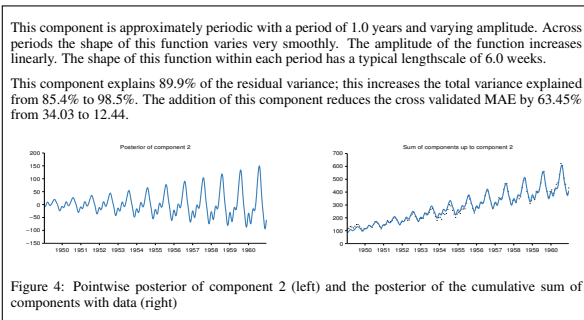 This component is approximately periodic with a period of 1.0 years and varying amplitude. Across
periods the shape of this function varies very smoothly. The amplitude of the function increases
linearly. The shape of this function within each period has a typical lengthscale of 6.0 weeks.
This component explains 89.9% of the residual variance; this increases the total variance explained
from 85.4% to 98.5%. The addition of this component reduces the cross validated MAE by 63.45%
from 34.03 to 12.44.
Posterior of component 2
200
150
100
50
0
−50
−100
−150
1950 1951 1952 1953 1954 1955 1956 1957 1958 1959 1960
Sum of components up to component 2
700
600
500
400
300
200
100
0
1950 1951 1952 1953 1954 1955 1956 1957 1958 1959 1960
Figure 4: Pointwise posterior of component 2 (left) and the posterior of the cumulative sum of
components with data (right)